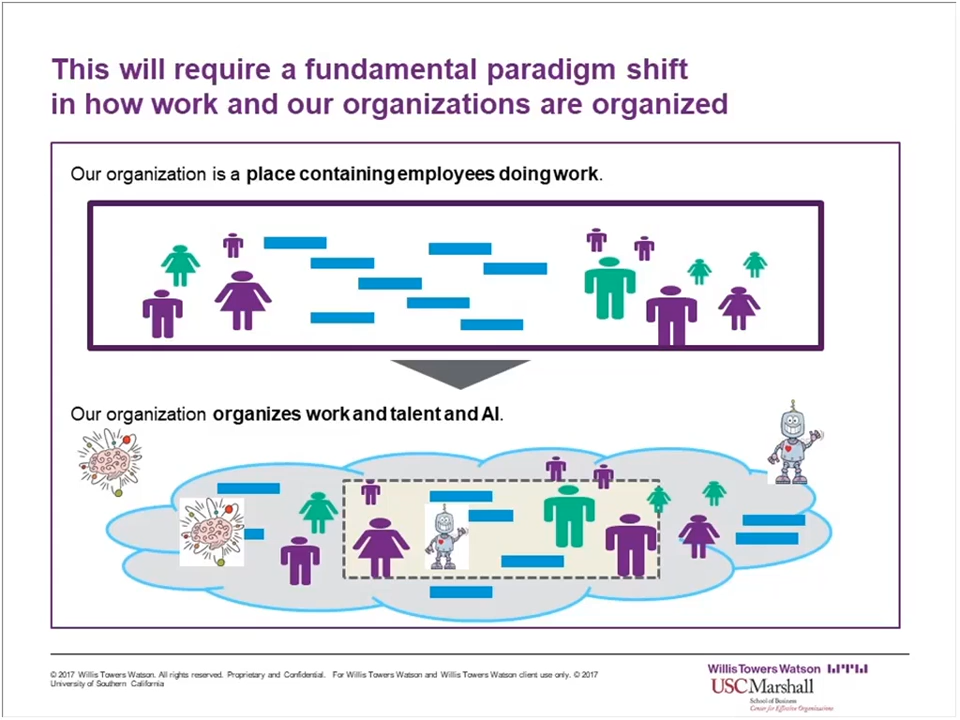 This will require a fundamental paradigm shift
in how work and our organizations are organized
Our organization is a place containing employees doing work.
Our organization organizes work and talent and AI.
© 2017 Willis Towers Watson. All rights reserved. Proprietary and Confidential. For Willis Towers Watson and Willis Towers Watson client use only. © 2017
University of Southern California
Willis Towers Watson
USC Marshall
School of Business
Center for Effective Organizations